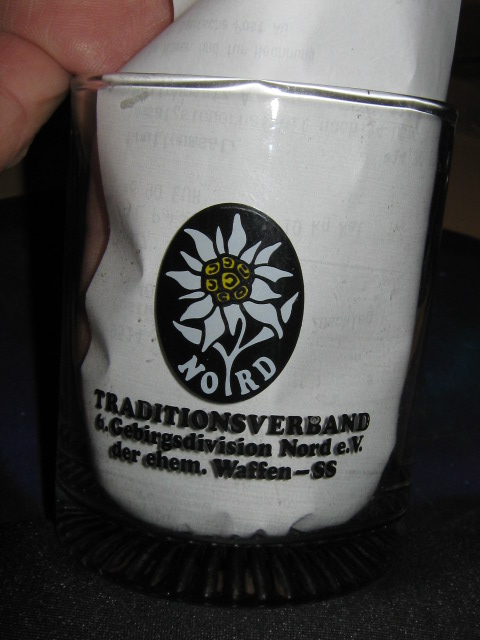 NORD
TRADITIONSVERBAND
6. Gebirgsdivision Nord e.V.
der ehem. Waffen-SS